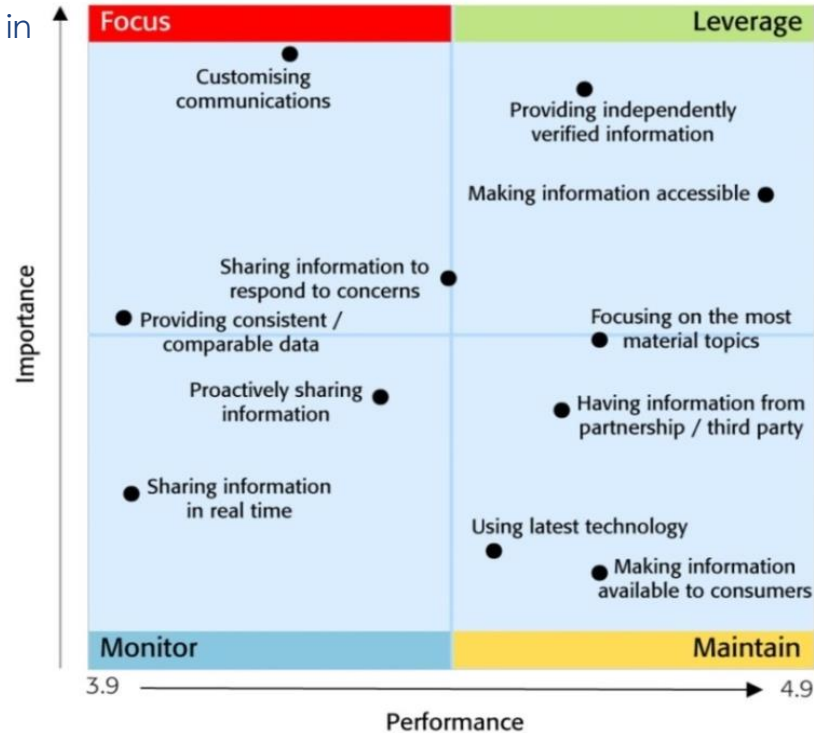 in
Focus
Leverage
Customising
communications
Providing independently
verified information
Making information accessible
Sharing information to
respond to concerns
Providing consistent /
comparable data
Focusing on the most
material topics
Proactively sharing
information
Having information from
partnership / third party
Sharing information
in real time
Using latest technology
Making information
available to consumers
Monitor
Maintain
Importance
3.9
4.9
Performance